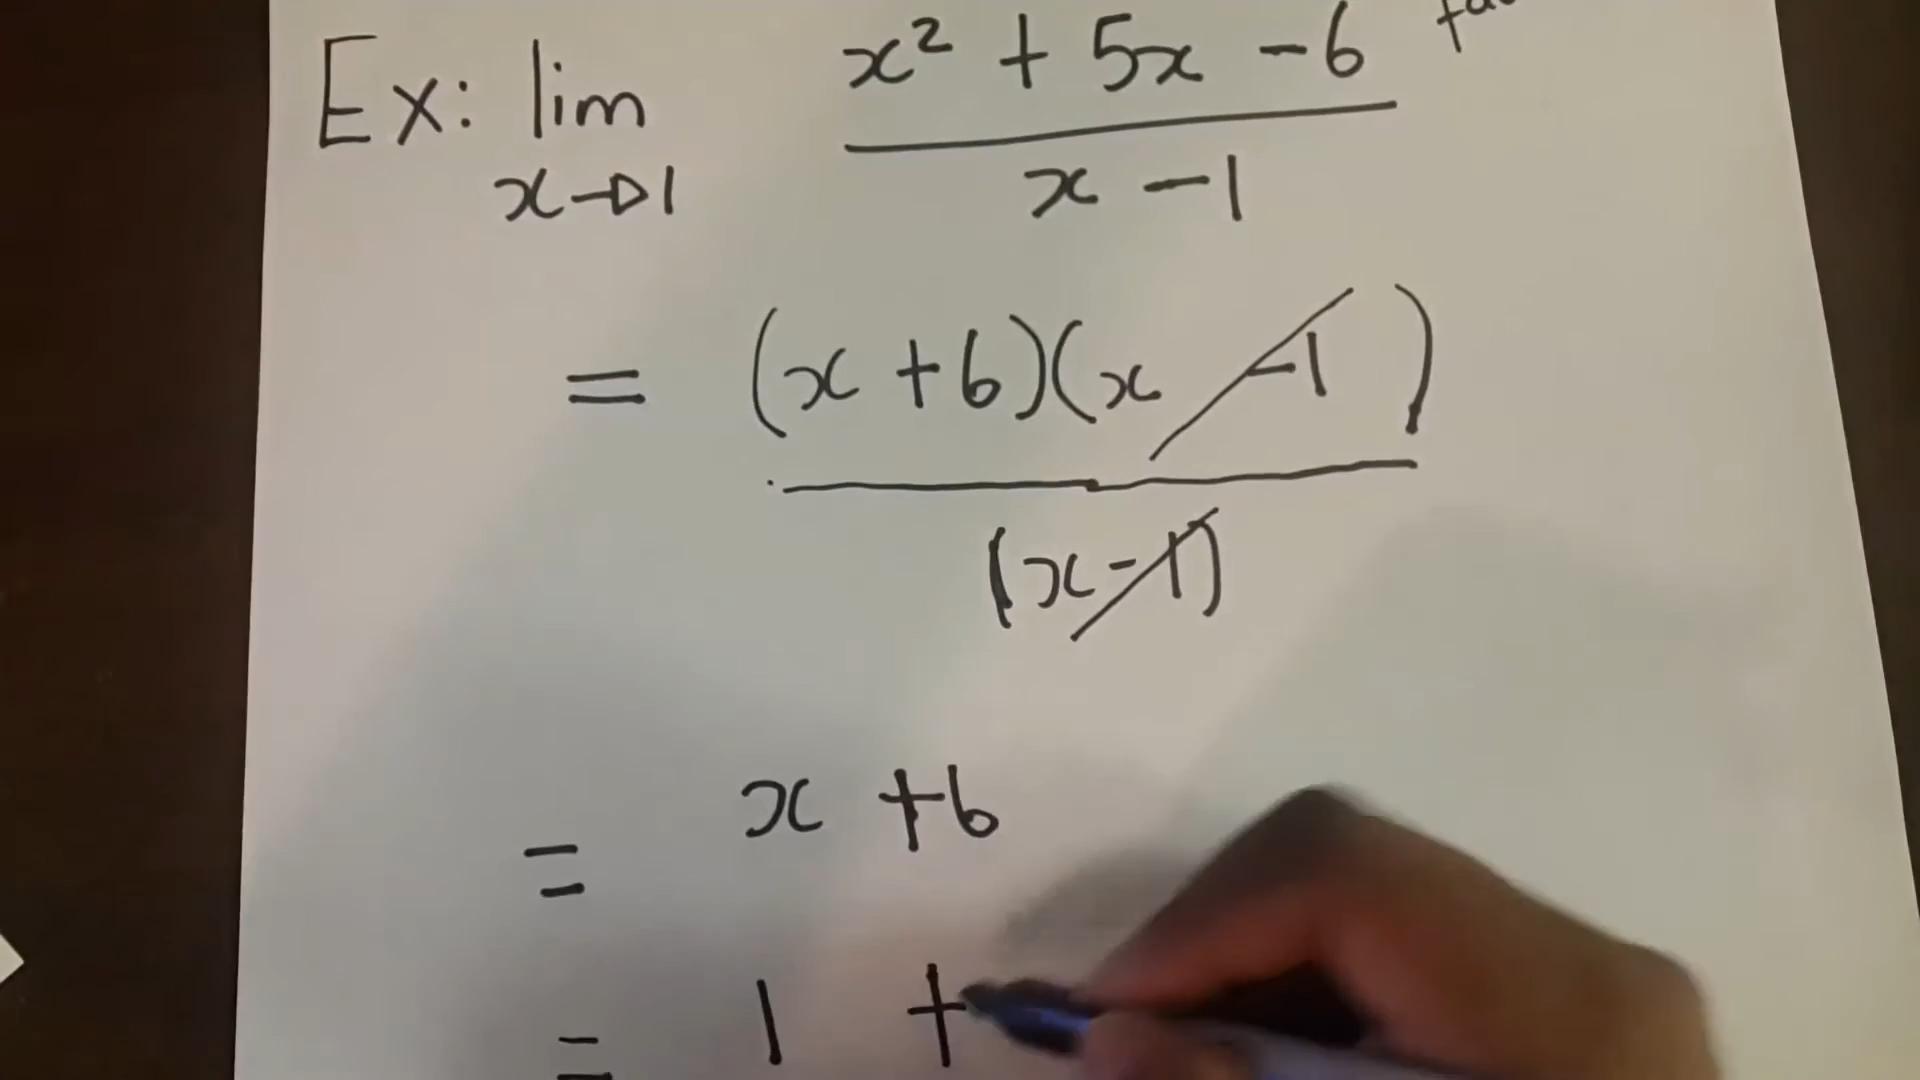 Ex: lim x² + 5x - 6
x→1 x - 1
= (x + 6)(x - 1)
(x - 1)
= x + 6
= 1 +